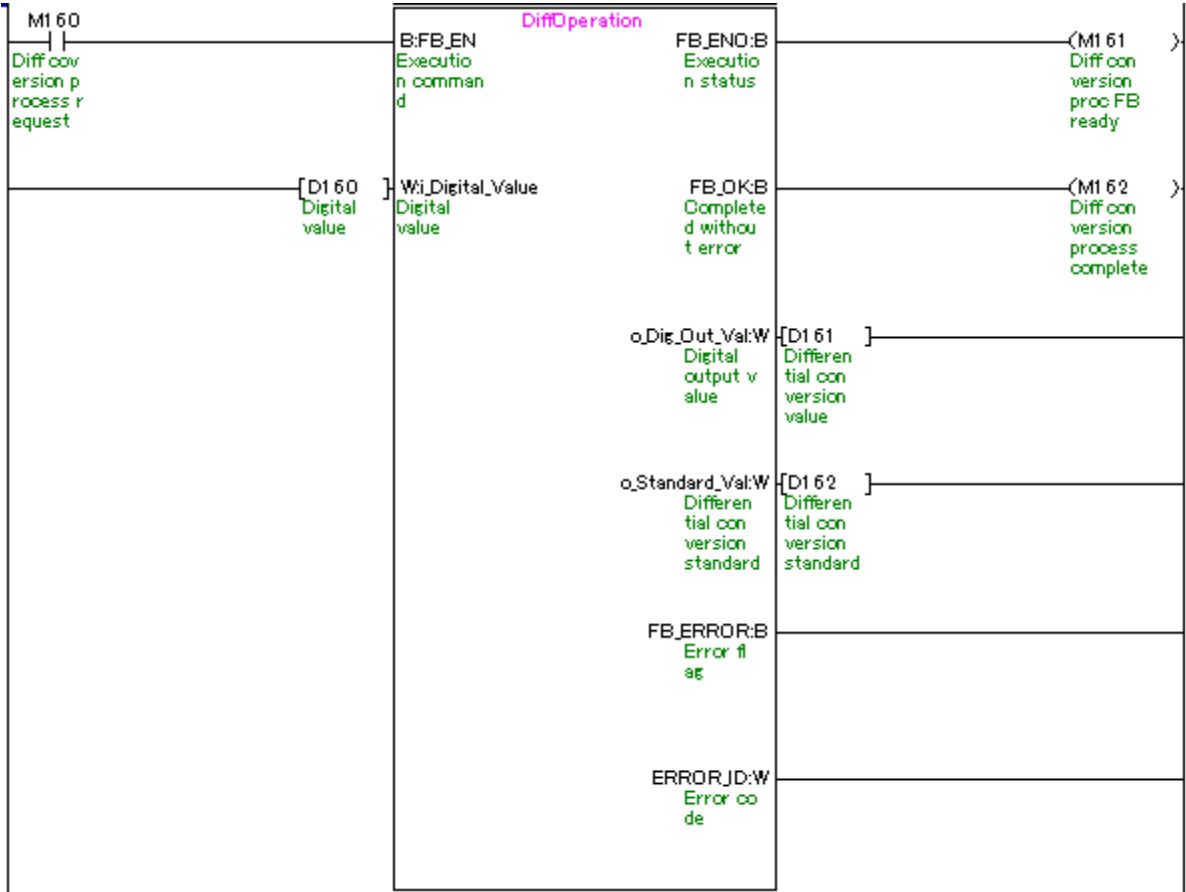 DiffOperation
M160
B:FB_EN
FB_ENO:B
(M161 )
Diff cov
ersion p
rocess r
equest
Executio
n comman
d
Executio
n status
Diff con
version
proc FB
ready
[D160 ]
W:i_Digital_Value
FB_OK:B
(M162 )
Digital
value
Digital
value
Complete
d withou
t error
Diff con
version
process
complete
o_Dig_Out_Val:W
[D161 ]
Digital
output v
alue
Differen
tial con
version
value
o_Standard_Val:W
[D162 ]
Differen
tial con
version
standard
Differen
tial con
version
standard
FB_ERROR:B
Error fl
ag
ERROR_ID:W
Error co
de